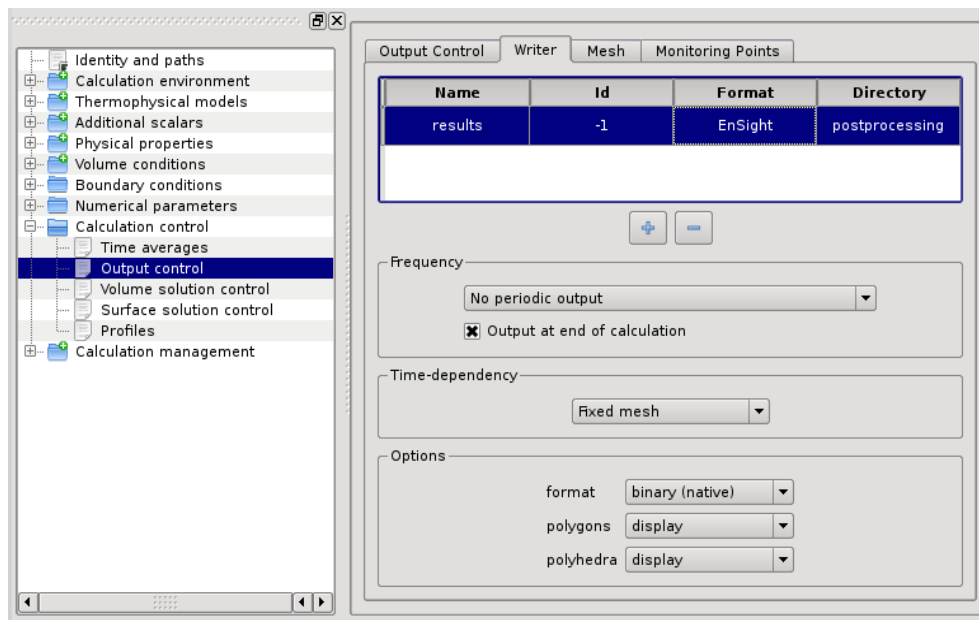 Identity and paths
Calculation environment
Thermophysical models
Additional scalars
Physical properties
Volume conditions
Boundary conditions
Numerical parameters
Calculation control
Time averages
Output control
Volume solution control
Surface solution control
Profiles
Calculation management
Output Control Writer Mesh Monitoring Points
Name Id Format Directory
results -1 EnSight postprocessing
Frequency
No periodic output
Output at end of calculation
Time-dependency
Fixed mesh
Options
format binary (native)
polygons display
polyhedra display